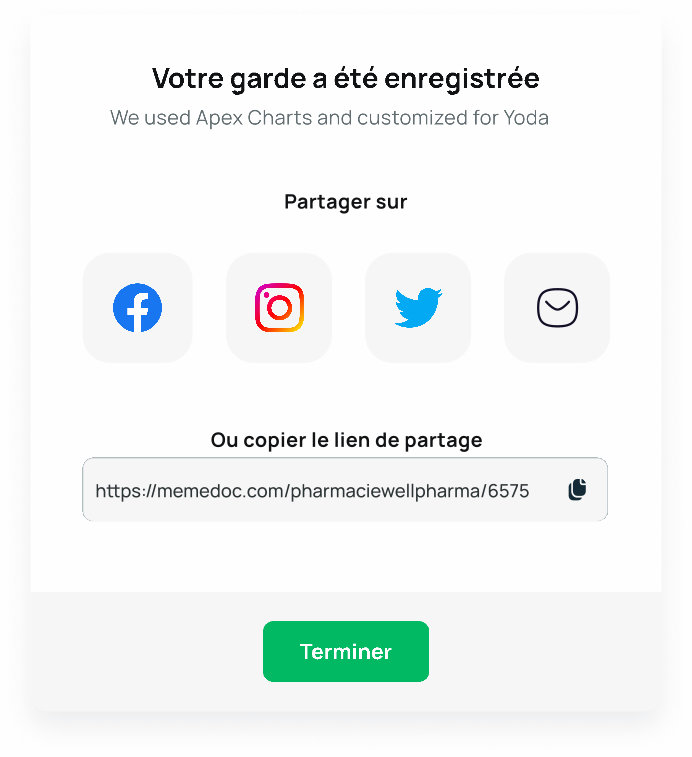 Votre garde a été enregistrée
We used Apex Charts and customized for Yoda
Partager sur
Ou copier le lien de partage
https://memedoc.com/pharmaciewellpharma/6575
Terminer